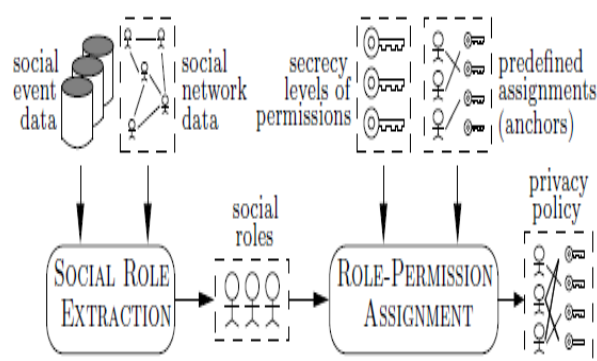 social
event
data
social
network
data
secrecy
levels of
permissions
predefined
assignments
(anchors)
privacy
policy
social
roles
SOCIAL ROLE
EXTRACTION
ROLE-PERMISSION
ASSIGNMENT